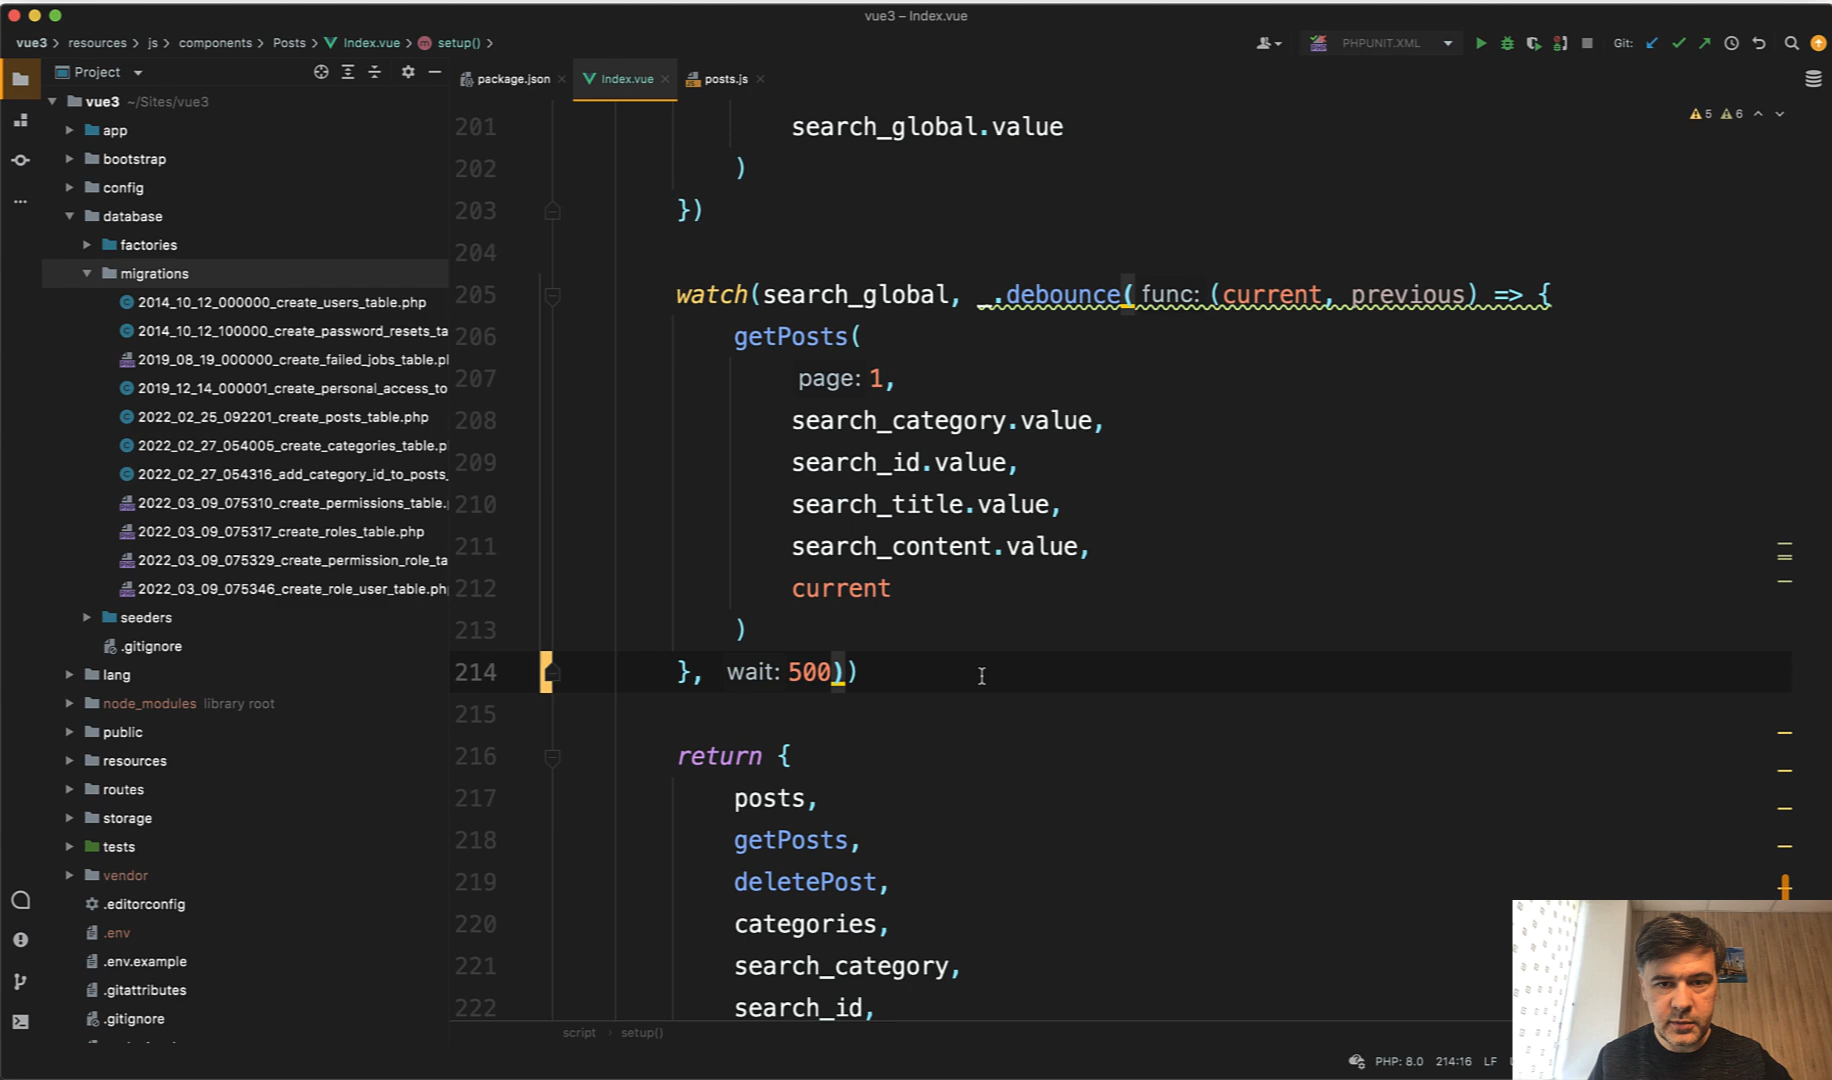 vue3 – Index.vue
vue3 resources js components Posts Index.vue setup()
PHPUNIT.XML Git:
Project
package.json Index.vue posts.js
vue3 ~/Sites/vue3
app
bootstrap
config
database
factories
migrations
2014_10_12_000000_create_users_table.php
2014_10_12_100000_create_password_resets_ta
2019_08_19_000000_create_failed_jobs_table.pl
2019_12_14_000001_create_personal_access_to
2022_02_25_092201_create_posts_table.php
2022_02_27_054005_create_categories_table.p
2022_02_27_054316_add_category_id_to_posts_
2022_03_09_075310_create_permissions_table.
2022_03_09_075317_create_roles_table.php
2022_03_09_075329_create_permission_role_ta
2022_03_09_075346_create_role_user_table.ph
seeders
.gitignore
lang
node_modules library root
public
resources
routes
storage
tests
vendor
.editorconfig
.env
.env.example
.gitattributes
.gitignore
5 6
201 search_global.value
202 )
203 })
204
205 watch(search_global, _.debounce( func: (current, previous) => {
206 getPosts(
207 page: 1,
208 search_category.value,
209 search_id.value,
210 search_title.value,
211 search_content.value,
212 current
213 )
214 }, wait: 500))
215
216 return {
217 posts,
218 getPosts,
219 deletePost,
220 categories,
221 search_category,
222 search_id,
script setup()
PHP: 8.0 214:16 LF